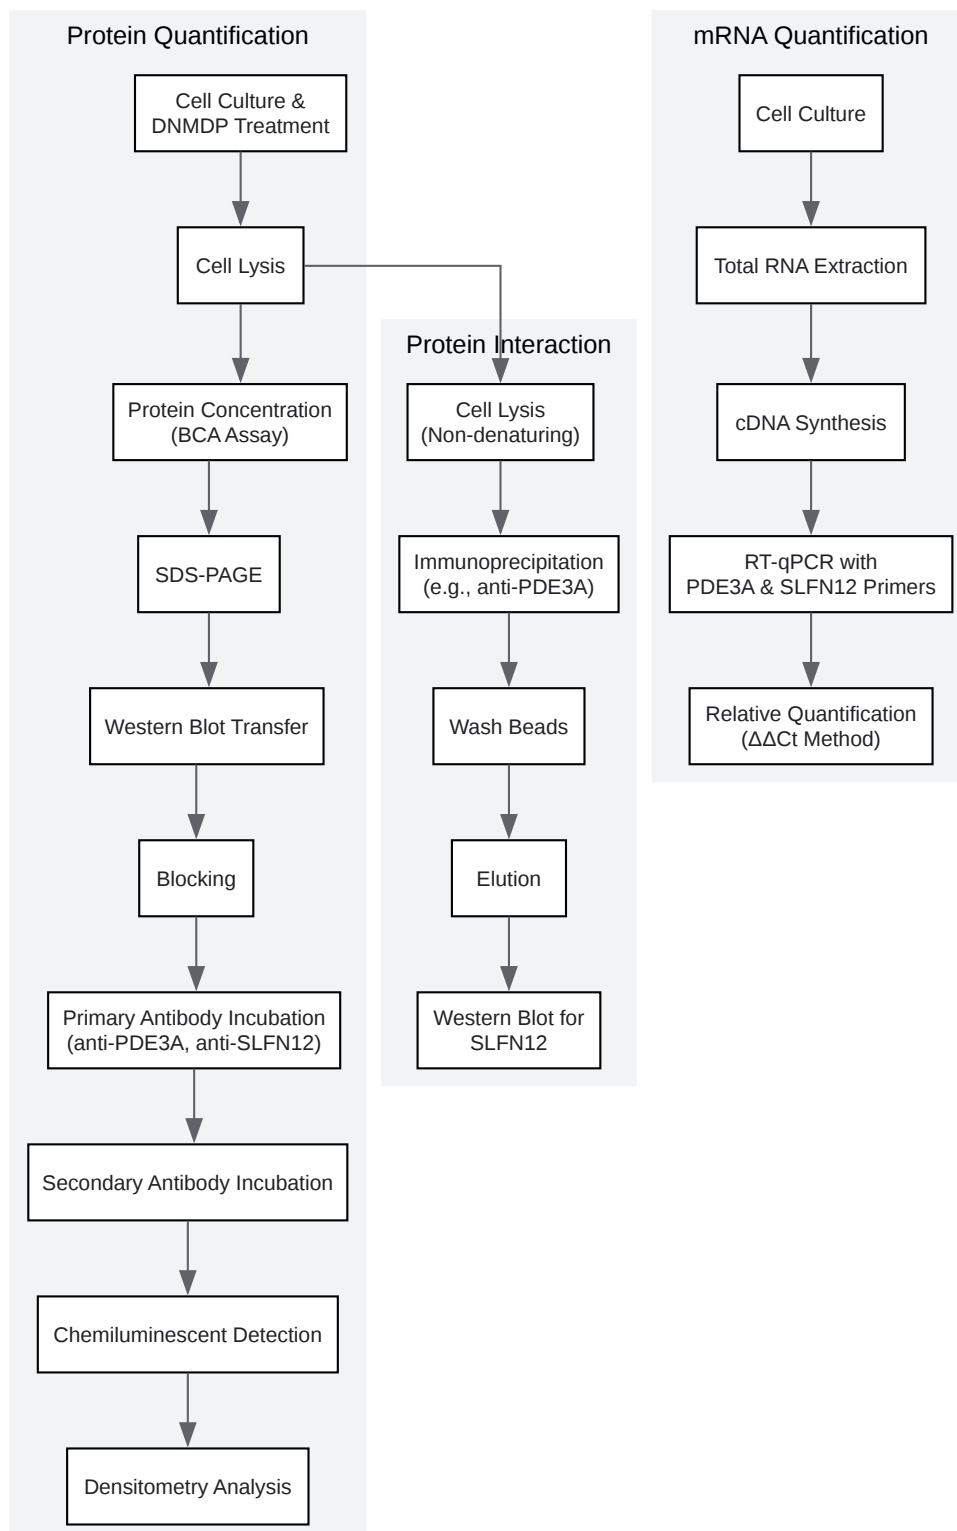 Protein Quantification
Cell Culture &
DNMDP Treatment
Cell Lysis
Protein Concentration
(BCA Assay)
SDS-PAGE
Western Blot Transfer
Blocking
Primary Antibody Incubation
(anti-PDE3A, anti-SLFN12)
Secondary Antibody Incubation
Chemiluminescent Detection
Densitometry Analysis
Protein Interaction
Cell Lysis
(Non-denaturing)
Immunoprecipitation
(e.g., anti-PDE3A)
Wash Beads
Elution
Western Blot for
SLFN12
mRNA Quantification
Cell Culture
Total RNA Extraction
cDNA Synthesis
RT-qPCR with
PDE3A & SLFN12 Primers
Relative Quantification
(ΔΔCt Method)